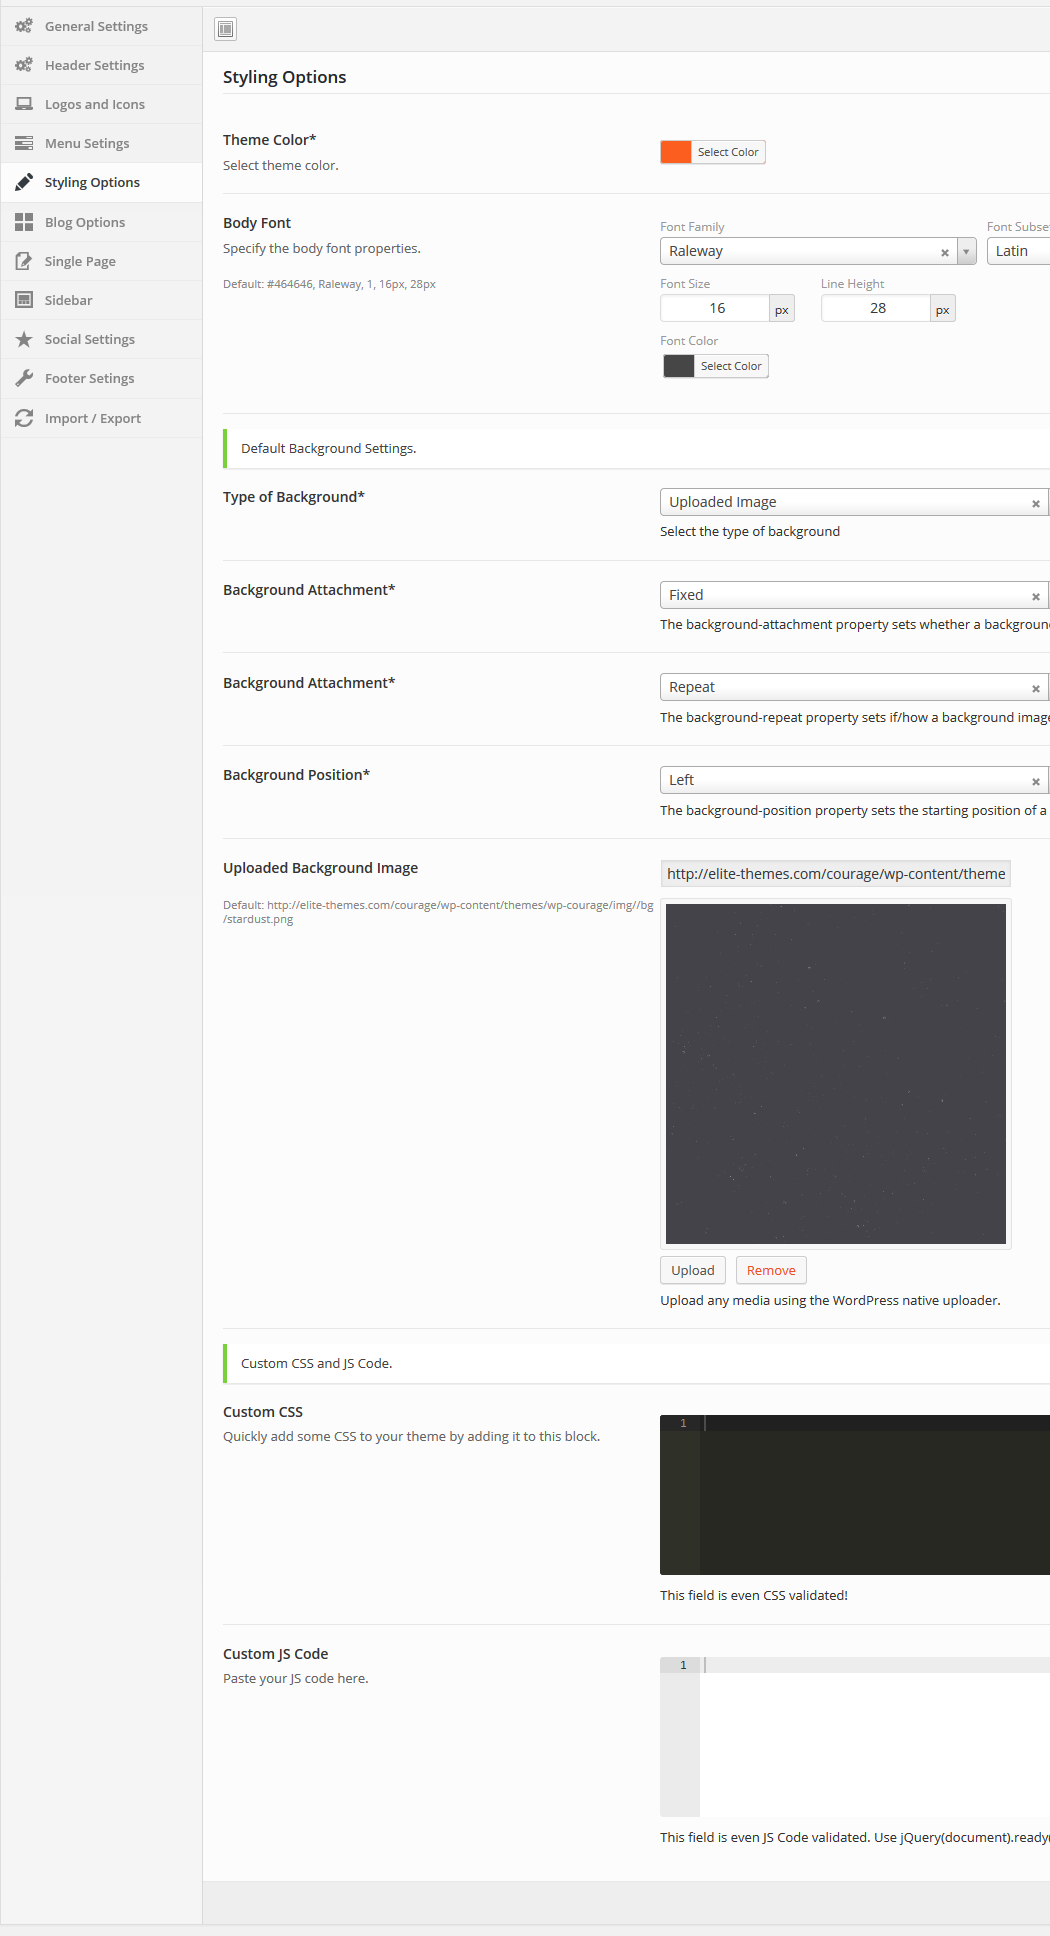 General Settings
Header Settings
Logos and Icons
Menu Setings
Styling Options
Blog Options
Single Page
Sidebar
Social Settings
Footer Setings
Import / Export
Styling Options
Theme Color*
Select theme color.
Select Color
Body Font
Specify the body font properties.
Default: #464646, Raleway, 1, 16px, 28px
Font Family
Font Subse
Raleway
Latin
Font Size
Line Height
16 px
28 px
Font Color
Select Color
Default Background Settings.
Type of Background*
Uploaded Image
Select the type of background
Background Attachment*
Fixed
The background-attachment property sets whether a background
Background Attachment*
Repeat
The background-repeat property sets if/how a background image
Background Position*
Left
The background-position property sets the starting position of a
Uploaded Background Image
Default: http://elite-themes.com/courage/wp-content/themes/wp-courage/img//bg
/stardust.png
http://elite-themes.com/courage/wp-content/theme
Upload
Remove
Upload any media using the WordPress native uploader.
Custom CSS and JS Code.
Custom CSS
Quickly add some CSS to your theme by adding it to this block.
1
This field is even CSS validated!
Custom JS Code
Paste your JS code here.
1
This field is even JS Code validated. Use jQuery(document).ready(